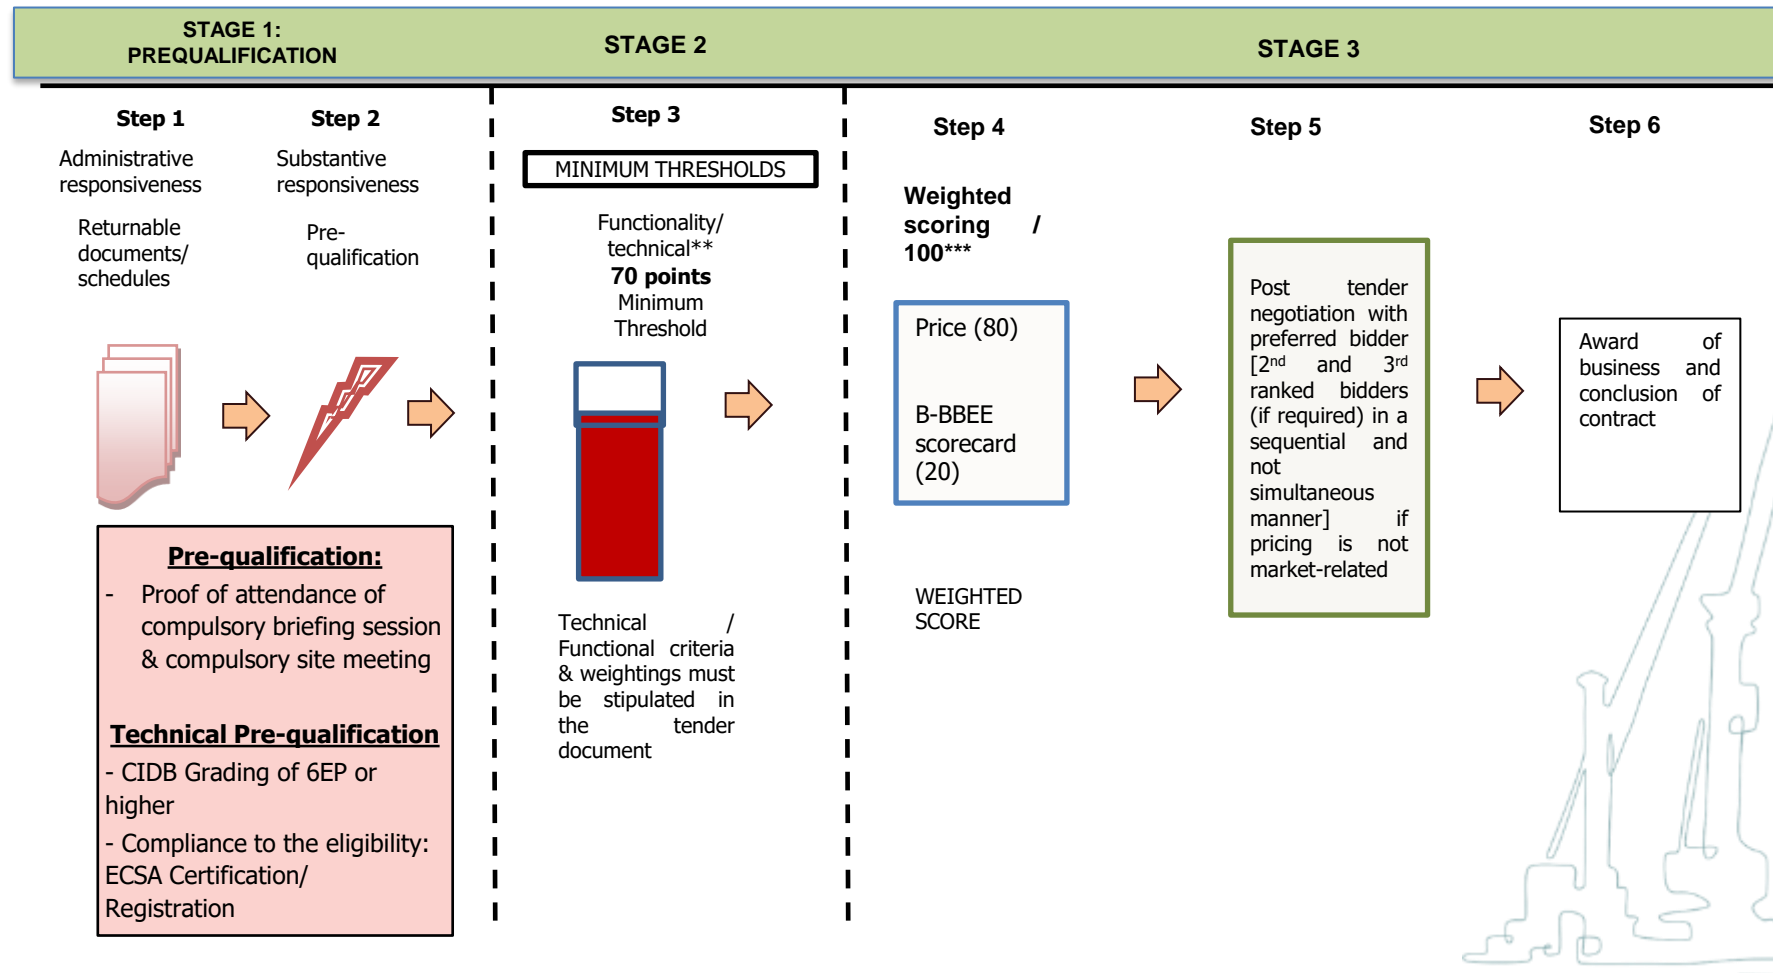 STAGE 1:
PREQUALIFICATION
STAGE 2
STAGE 3
Step 1
Administrative
responsiveness
Returnable
documents/
schedules
Step 2
Substantive
responsiveness
Pre-
qualification
Pre-qualification:
- Proof of attendance of
compulsory briefing session
& compulsory site meeting
Technical Pre-qualification
- CIDB Grading of 6EP or
higher
- Compliance to the eligibility:
ECSA Certification/
Registration
Step 3
MINIMUM THRESHOLDS
Functionality/
technical**
70 points
Minimum
Threshold
Technical /
Functional criteria
& weightings must
be stipulated in
the tender
document
Step 4
Weighted
scoring /
100***
Price (80)
B-BBEE
scorecard
(20)
WEIGHTED
SCORE
Step 5
Post tender
negotiation with
preferred bidder
[2nd and 3rd
ranked bidders
(if required) in a
sequential and
not
simultaneous
manner] if
pricing is not
market-related
Step 6
Award of
business and
conclusion of
contract